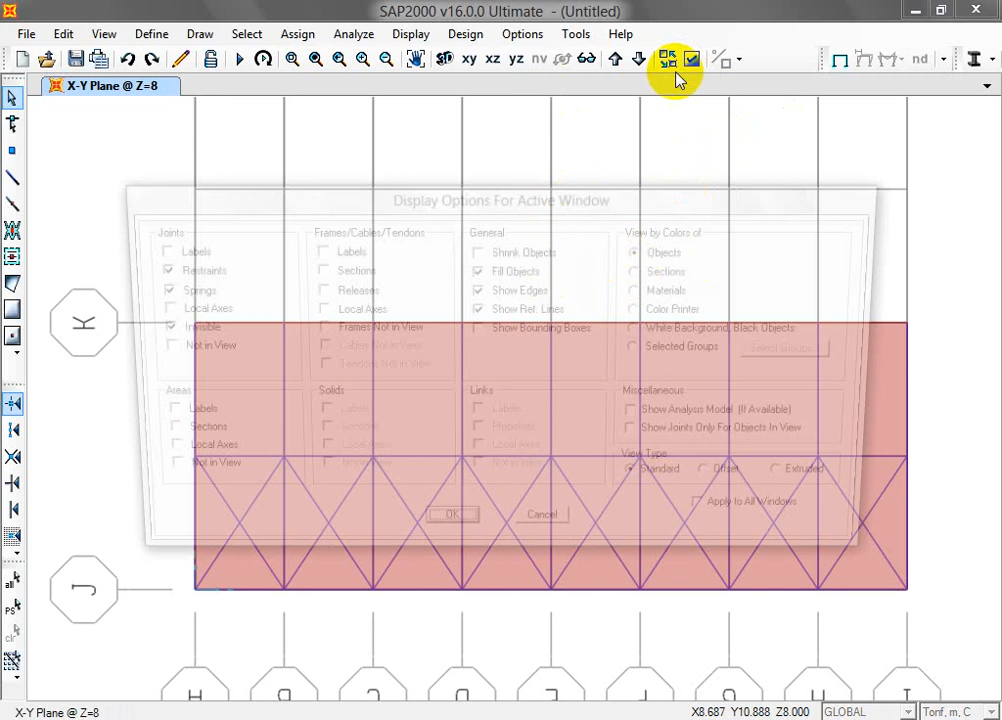 SAP2000 v16.0.0 Ultimate - (Untitled)
File Edit View Define Draw Select Assign Analyze Display Design Options Tools Help
3D xy xz yz nv nd
X-Y Plane @ Z=8
Display Options For Active Window
Joints
Labels
Restraints
Springs
Local Axes
Invisible
Not in View
Frames/Cables/Tendons
Labels
Sections
Releases
Local Axes
Frames Not in View
Cables Not in View
Tendons Not in View
General
Shrink Objects
Fill Objects
Show Edges
Show Ref. Lines
Show Bounding Boxes
View by Colors of
Objects
Sections
Materials
Color Printer
White Background, Black Objects
Selected Groups
Select Groups...
Areas
Labels
Sections
Local Axes
Not in View
Solids
Labels
Sections
Local Axes
Not in View
Links
Labels
Properties
Local Axes
Not in View
Miscellaneous
Show Analysis Model (If Available)
Show Joints Only For Objects In View
View Type
Standard Offset Extruded
Apply to All Windows
OK Cancel
K
J
all
PS
clr
X-Y Plane @ Z=8
X8.687 Y10.888 Z8.000
GLOBAL
Tonf, m, C